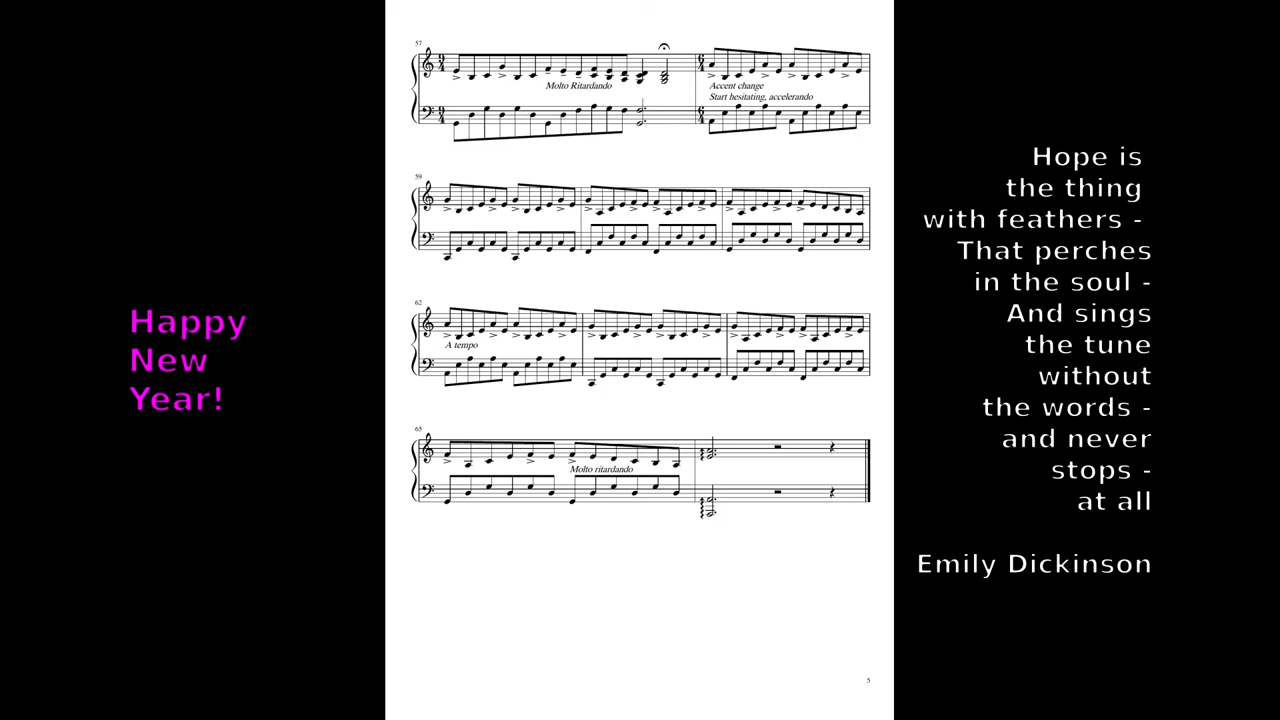 Happy
New
Year!
57
Molto Ritardando
Accent change
Start hesitating, accelerando
59
62
A tempo
65
Molto ritardando
5
Hope is
the thing
with feathers -
That perches
in the soul -
And sings
the tune
without
the words -
and never
stops -
at all
Emily Dickinson